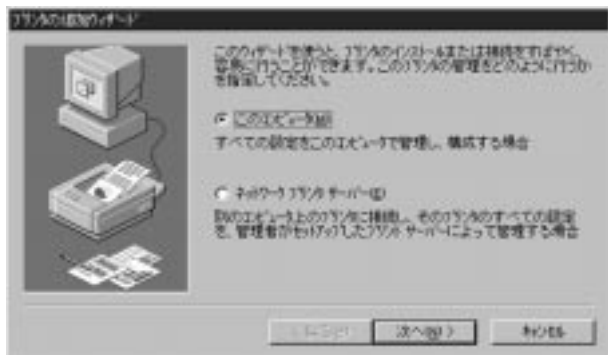 プリンタの追加ウィザード
このウィザードを使うと、プリンタのインストールまたは接続をすばやく、
容易に行うことができます。このプリンタの管理をどのように行うか
を指定してください。
このコンピュータ(M)
すべての設定をこのコンピュータで管理し、構成する場合
ネットワーク プリンタ サーバー(E)
別のコンピュータ上のプリンタに接続し、そのプリンタのすべての設定
を、管理者がセットアップしたプリント サーバーによって管理する場合
次へ(N) >
キャンセル